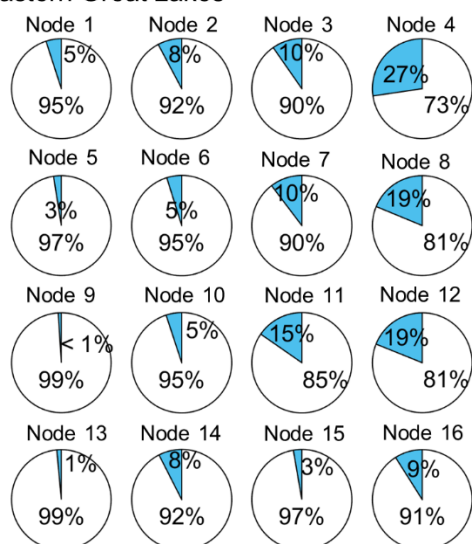 Great Lakes
Node 1 Node 2 Node 3 Node 4
5% 8% 10% 27%
95% 92% 90% 73%
Node 5 Node 6 Node 7 Node 8
3% 5% 10% 19%
97% 95% 90% 81%
Node 9 Node 10 Node 11 Node 12
< 1% 5% 15% 19%
99% 95% 85% 81%
Node 13 Node 14 Node 15 Node 16
1% 8% 3% 9%
99% 92% 97% 91%